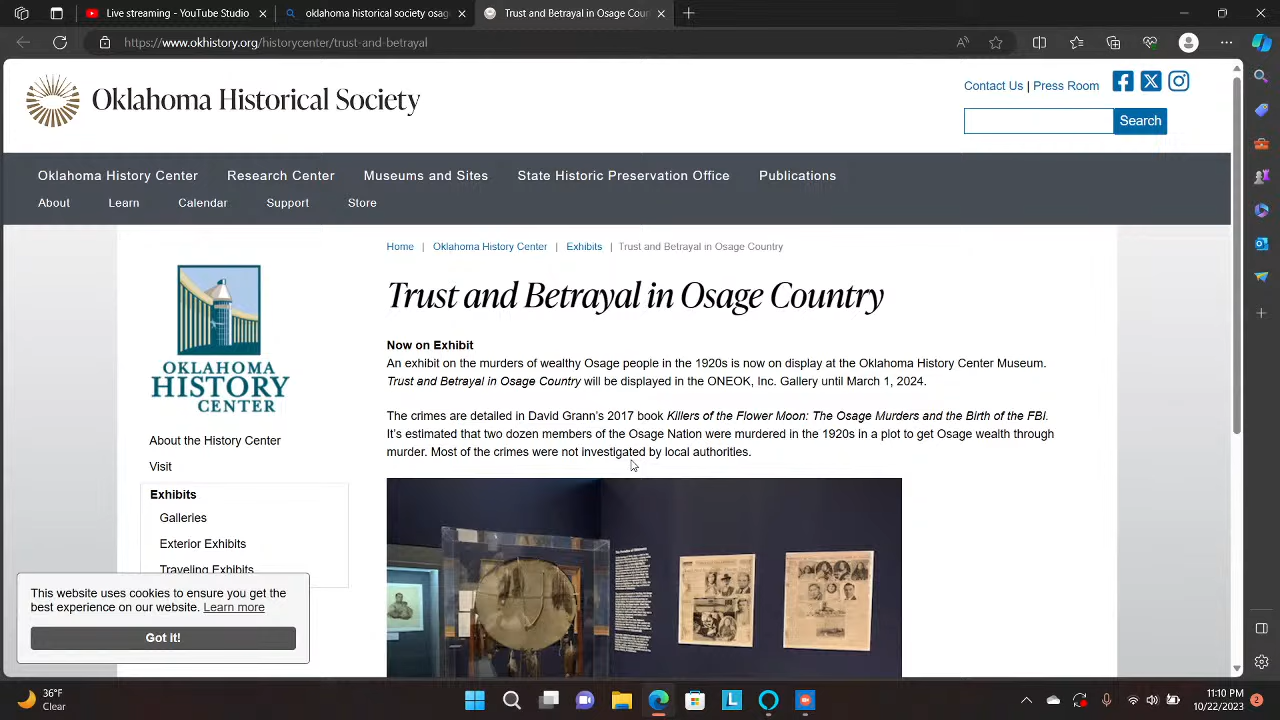 Live streaming - YouTube Studio
oklahoma historical society osag
Trust and Betrayal in Osage Coun
https://www.okhistory.org/historycenter/trust-and-betrayal
Oklahoma Historical Society
Contact Us | Press Room
Search
Oklahoma History Center
Research Center
Museums and Sites
State Historic Preservation Office
Publications
About
Learn
Calendar
Support
Store
Home | Oklahoma History Center | Exhibits | Trust and Betrayal in Osage Country
OKLAHOMA
HISTORY
CENTER
About the History Center
Visit
Exhibits
Galleries
Exterior Exhibits
Traveling Exhibits
Trust and Betrayal in Osage Country
Now on Exhibit
An exhibit on the murders of wealthy Osage people in the 1920s is now on display at the Oklahoma History Center Museum.
Trust and Betrayal in Osage Country will be displayed in the ONEOK, Inc. Gallery until March 1, 2024.
The crimes are detailed in David Grann's 2017 book Killers of the Flower Moon: The Osage Murders and the Birth of the FBI.
It's estimated that two dozen members of the Osage Nation were murdered in the 1920s in a plot to get Osage wealth through
murder. Most of the crimes were not investigated by local authorities.
This website uses cookies to ensure you get the
best experience on our website. Learn more
Got it!
36°F
Clear
L
11:10 PM
10/22/2023
2